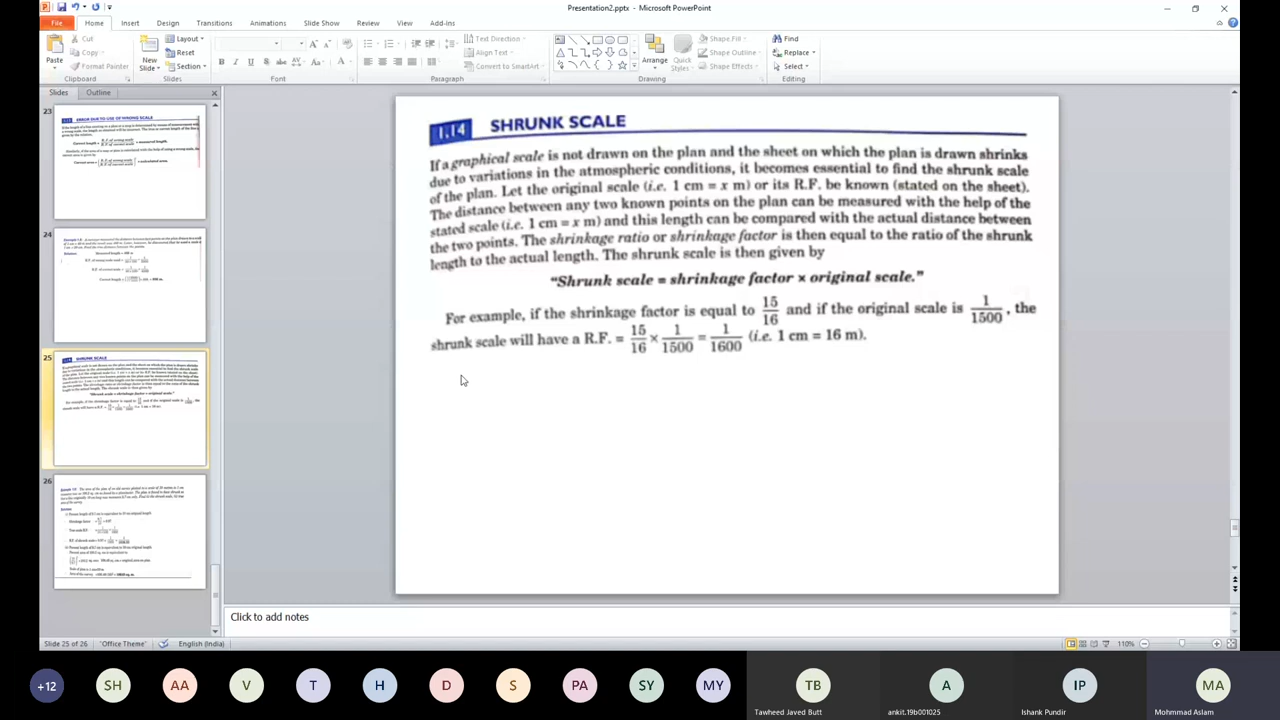 Presentation2.pptx - Microsoft PowerPoint
File Home Insert Design Transitions Animations Slide Show Review View Add-Ins
Cut
Copy
Format Painter
Paste
Clipboard
New
Slide
Layout
Reset
Section
Slides
B I U S abc AV Aa A
Font
Text Direction
Align Text
Convert to SmartArt
Paragraph
Arrange
Quick
Styles
Shape Fill
Shape Outline
Shape Effects
Drawing
Find
Replace
Select
Editing
Slides Outline
23
24
25
26
1.14 SHRUNK SCALE
If a graphical scale is not drawn on the plan and the sheet on which the plan is drawn shrinks
due to variations in the atmospheric conditions, it becomes essential to find the shrunk scale
of the plan. Let the original scale (i.e. 1 cm = x m) or its R.F. be known (stated on the sheet).
The distance between any two known points on the plan can be measured with the help of the
stated scale (i.e. 1 cm = x m) and this length can be compared with the actual distance between
the two points. The shrinkage ratio or shrinkage factor is then equal to the ratio of the shrunk
length to the actual length. The shrunk scale is then given by
"Shrunk scale = shrinkage factor × original scale."
For example, if the shrinkage factor is equal to 15/16 and if the original scale is 1/1500, the
shrunk scale will have a R.F. = 15/16 × 1/1500 = 1/1600 (i.e. 1 cm = 16 m).
Click to add notes
Slide 25 of 26 "Office Theme" English (India) 110%
+12 SH AA V T H D S PA SY MY TB A IP MA
Tawheed Javed Butt ankit.19b001025 Ishank Pundir Mohmmad Aslam